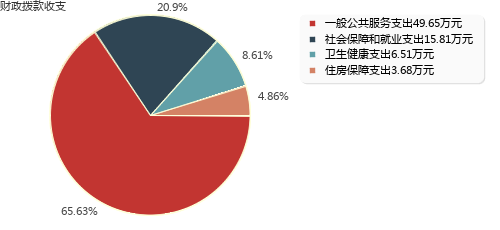 财政拨款收支
20.9%
8.61%
4.86%
65.63%
一般公共服务支出49.65万元
社会保障和就业支出15.81万元
卫生健康支出6.51万元
住房保障支出3.68万元